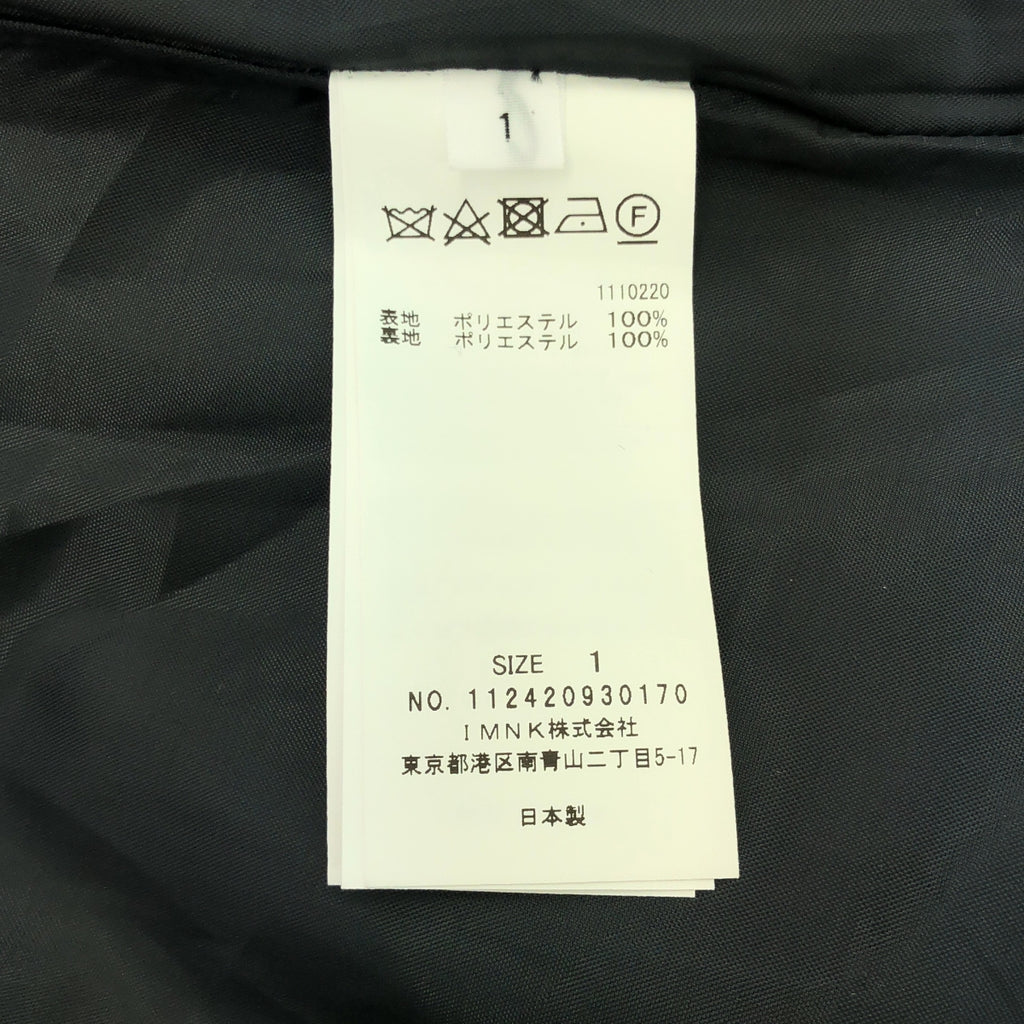 1
F
1110220
表地 ポリエステル 100%
裏地 ポリエステル 100%
SIZE 1
NO. 112420930170
IMNK株式会社
東京都港区南青山二丁目5-17
日本製